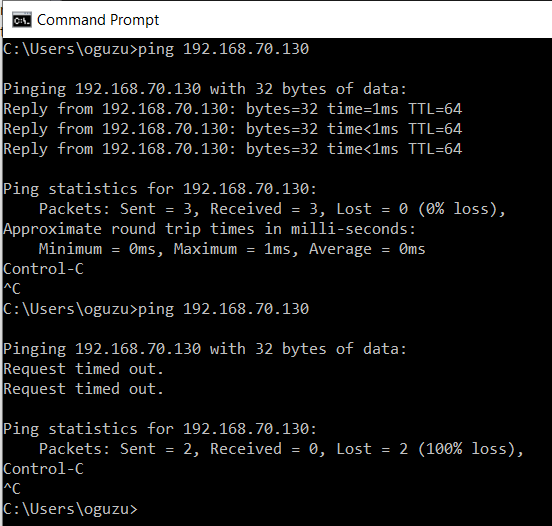 Command Prompt
C:\Users\oguzu>ping 192.168.70.130
Pinging 192.168.70.130 with 32 bytes of data:
Reply from 192.168.70.130: bytes=32 time=1ms TTL=64
Reply from 192.168.70.130: bytes=32 time<1ms TTL=64
Reply from 192.168.70.130: bytes=32 time<1ms TTL=64
Ping statistics for 192.168.70.130:
    Packets: Sent = 3, Received = 3, Lost = 0 (0% loss),
Approximate round trip times in milli-seconds:
    Minimum = 0ms, Maximum = 1ms, Average = 0ms
Control-C
^C
C:\Users\oguzu>ping 192.168.70.130
Pinging 192.168.70.130 with 32 bytes of data:
Request timed out.
Request timed out.
Ping statistics for 192.168.70.130:
    Packets: Sent = 2, Received = 0, Lost = 2 (100% loss),
Control-C
^C
C:\Users\oguzu>